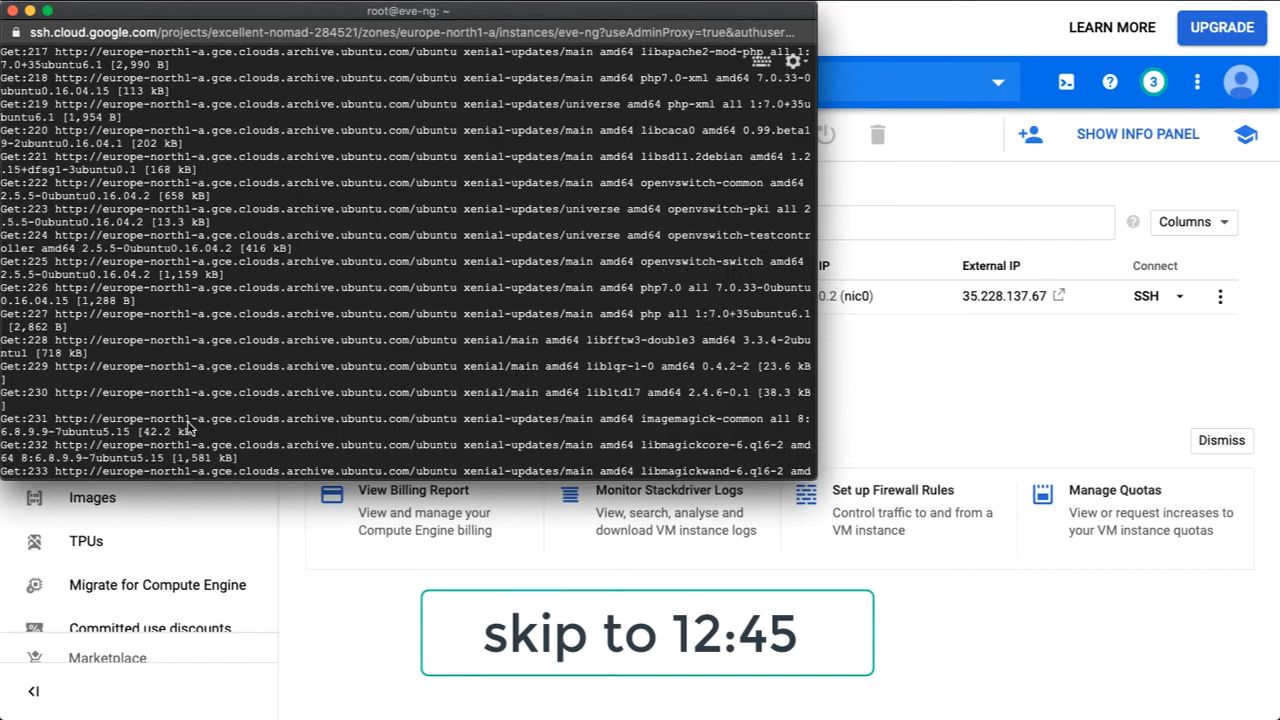 root@eve-ng: ~
ssh.cloud.google.com/projects/excellent-nomad-284521/zones/europe-north1-a/instances/eve-ng?useAdminProxy=true&authuser...
Get:217 http://europe-north1-a.gce.clouds.archive.ubuntu.com/ubuntu xenial-updates/main amd64 libapache2-mod-php all 1:
7.0+35ubuntu6.1 [2,990 B]
Get:218 http://europe-north1-a.gce.clouds.archive.ubuntu.com/ubuntu xenial-updates/main amd64 php7.0-xml amd64 7.0.33-0
ubuntu0.16.04.15 [113 kB]
Get:219 http://europe-north1-a.gce.clouds.archive.ubuntu.com/ubuntu xenial-updates/universe amd64 php-xml all 1:7.0+35u
buntu6.1 [1,954 B]
Get:220 http://europe-north1-a.gce.clouds.archive.ubuntu.com/ubuntu xenial-updates/main amd64 libcaca0 amd64 0.99.beta1
9-2ubuntu0.16.04.1 [202 kB]
Get:221 http://europe-north1-a.gce.clouds.archive.ubuntu.com/ubuntu xenial-updates/main amd64 libsdl1.2debian amd64 1.2
.15+dfsg1-3ubuntu0.1 [168 kB]
Get:222 http://europe-north1-a.gce.clouds.archive.ubuntu.com/ubuntu xenial-updates/main amd64 openvswitch-common amd64
2.5.5-0ubuntu0.16.04.2 [658 kB]
Get:223 http://europe-north1-a.gce.clouds.archive.ubuntu.com/ubuntu xenial-updates/universe amd64 openvswitch-pki all 2
.5.5-0ubuntu0.16.04.2 [13.3 kB]
Get:224 http://europe-north1-a.gce.clouds.archive.ubuntu.com/ubuntu xenial-updates/universe amd64 openvswitch-testcontr
oller amd64 2.5.5-0ubuntu0.16.04.2 [416 kB]
Get:225 http://europe-north1-a.gce.clouds.archive.ubuntu.com/ubuntu xenial-updates/main amd64 openvswitch-switch amd64
2.5.5-0ubuntu0.16.04.2 [1,159 kB]
Get:226 http://europe-north1-a.gce.clouds.archive.ubuntu.com/ubuntu xenial-updates/main amd64 php7.0 all 7.0.33-0ubuntu
0.16.04.15 [1,288 B]
Get:227 http://europe-north1-a.gce.clouds.archive.ubuntu.com/ubuntu xenial-updates/main amd64 php all 1:7.0+35ubuntu6.1
[2,862 B]
Get:228 http://europe-north1-a.gce.clouds.archive.ubuntu.com/ubuntu xenial/main amd64 libfftw3-double3 amd64 3.3.4-2ubu
ntu1 [718 kB]
Get:229 http://europe-north1-a.gce.clouds.archive.ubuntu.com/ubuntu xenial/main amd64 liblqr-1-0 amd64 0.4.2-2 [23.6 kB
]
Get:230 http://europe-north1-a.gce.clouds.archive.ubuntu.com/ubuntu xenial/main amd64 libltdl7 amd64 2.4.6-0.1 [38.3 kB
]
Get:231 http://europe-north1-a.gce.clouds.archive.ubuntu.com/ubuntu xenial-updates/main amd64 imagemagick-common all 8:
6.8.9.9-7ubuntu5.15 [42.2 kB]
Get:232 http://europe-north1-a.gce.clouds.archive.ubuntu.com/ubuntu xenial-updates/main amd64 libmagickcore-6.q16-2 amd
64 8:6.8.9.9-7ubuntu5.15 [1,581 kB]
Get:233 http://europe-north1-a.gce.clouds.archive.ubuntu.com/ubuntu xenial-updates/main amd64 libmagickwand-6.q16-2 amd
LEARN MORE
UPGRADE
3
SHOW INFO PANEL
Columns
IP
External IP
Connect
0.2 (nic0)
35.228.137.67
SSH
Dismiss
Images
TPUs
Migrate for Compute Engine
Committed use discounts
Marketplace
View Billing Report
View and manage your
Compute Engine billing
Monitor Stackdriver Logs
View, search, analyse and
download VM instance logs
Set up Firewall Rules
Control traffic to and from a
VM instance
Manage Quotas
View or request increases to
your VM instance quotas
skip to 12:45